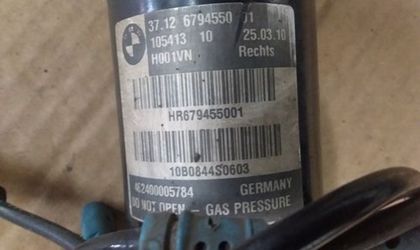 37.12 6794550 01
105413 10 25.03.10
H001VN Rechts
HR679455001
10B0844S0603
462400005784 GERMANY
DO NOT OPEN - GAS PRESSURE